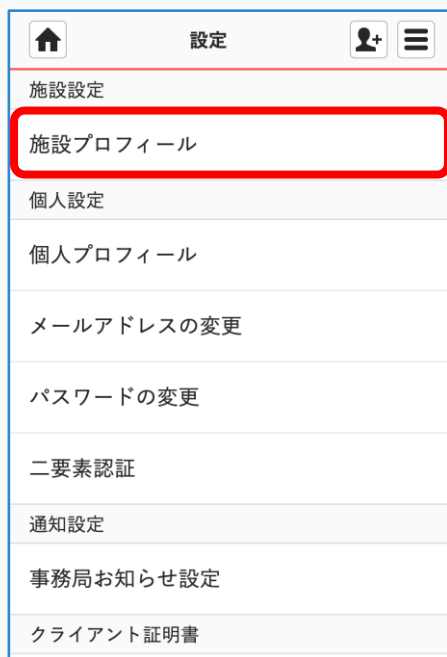 設定
施設設定
施設プロフィール
個人設定
個人プロフィール
メールアドレスの変更
パスワードの変更
二要素認証
通知設定
事務局お知らせ設定
クライアント証明書